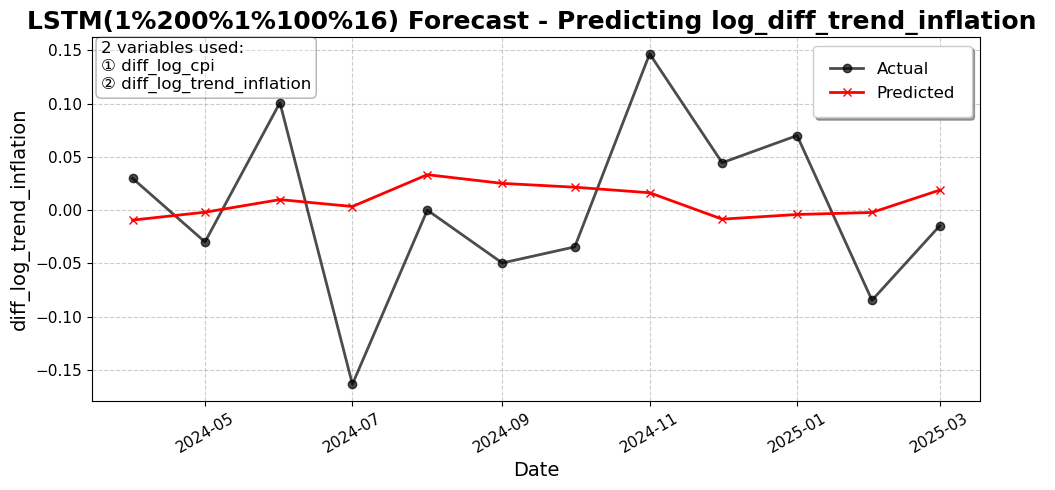 LSTM(1%200%1%100%16) Forecast - Predicting log_diff_trend_inflation
2 variables used:
① diff_log_cpi
② diff_log_trend_inflation
Actual
Predicted
0.15
0.10
0.05
0.00
−0.05
−0.10
−0.15
diff_log_trend_inflation
2024-05
2024-07
2024-09
2024-11
2025-01
2025-03
Date